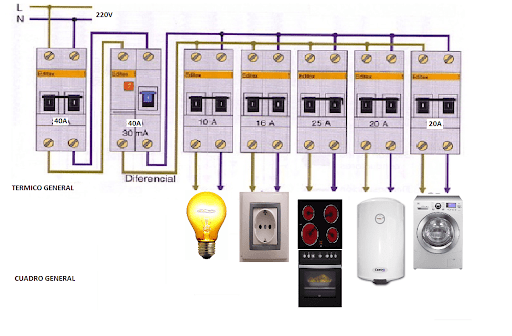 L
N
220V
40A
40A
30 mA
Diferencial
10 A
16 A
25 A
20 A
20A
TERMICO GENERAL
CUADRO GENERAL